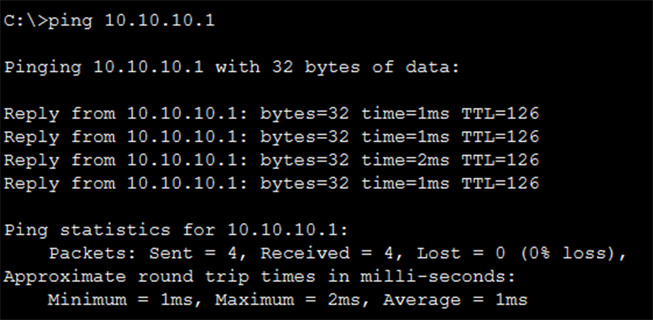 C:\>ping 10.10.10.1
Pinging 10.10.10.1 with 32 bytes of data:
Reply from 10.10.10.1: bytes=32 time=1ms TTL=126
Reply from 10.10.10.1: bytes=32 time=1ms TTL=126
Reply from 10.10.10.1: bytes=32 time=2ms TTL=126
Reply from 10.10.10.1: bytes=32 time=1ms TTL=126
Ping statistics for 10.10.10.1:
Packets: Sent = 4, Received = 4, Lost = 0 (0% loss),
Approximate round trip times in milli-seconds:
Minimum = 1ms, Maximum = 2ms, Average = 1ms